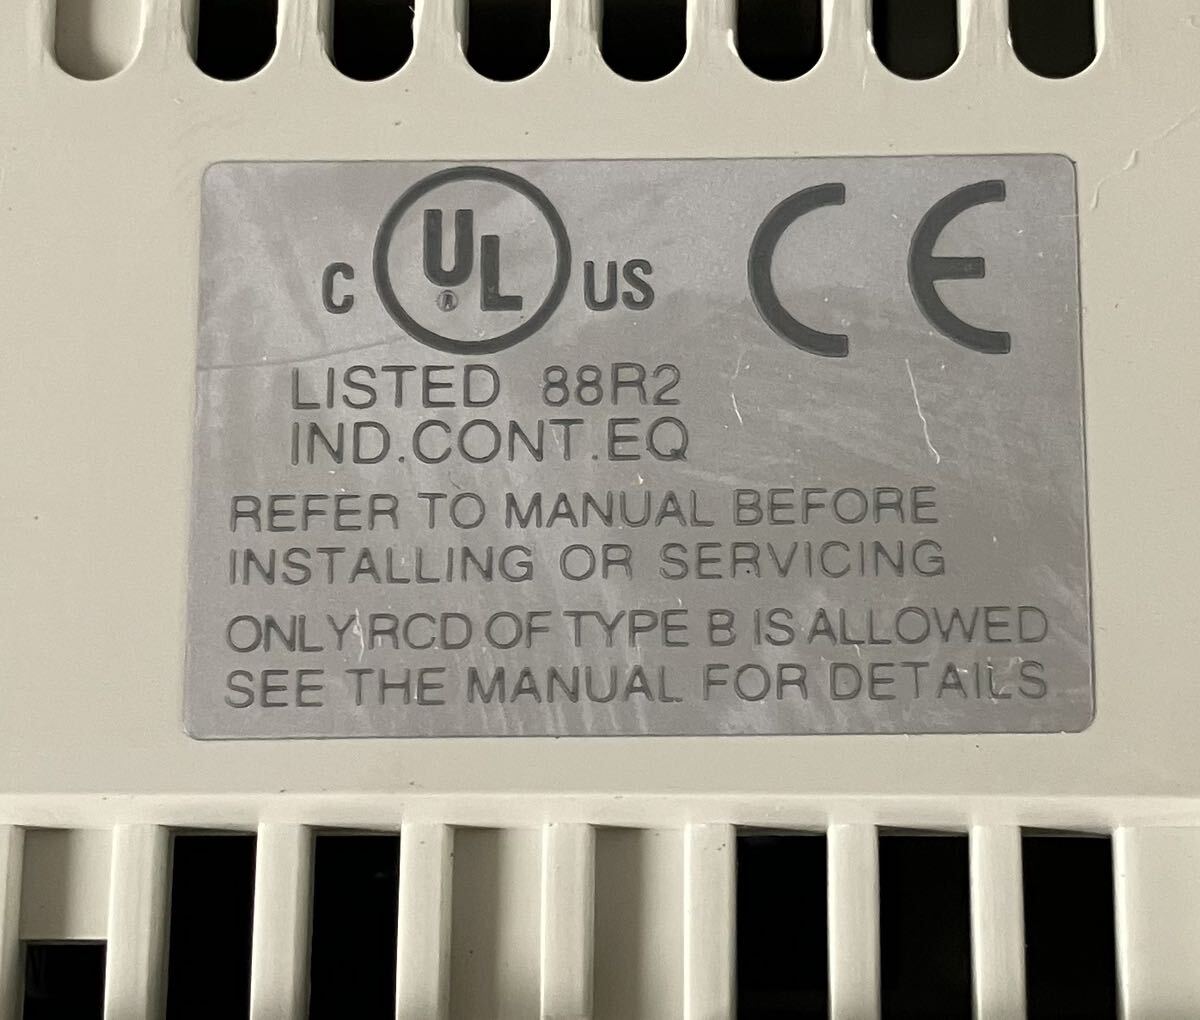 C UL ® US CE
LISTED 88R2
IND.CONT.EQ
REFER TO MANUAL BEFORE
INSTALLING OR SERVICING
ONLY RCD OF TYPE B IS ALLOWED
SEE THE MANUAL FOR DETAILS